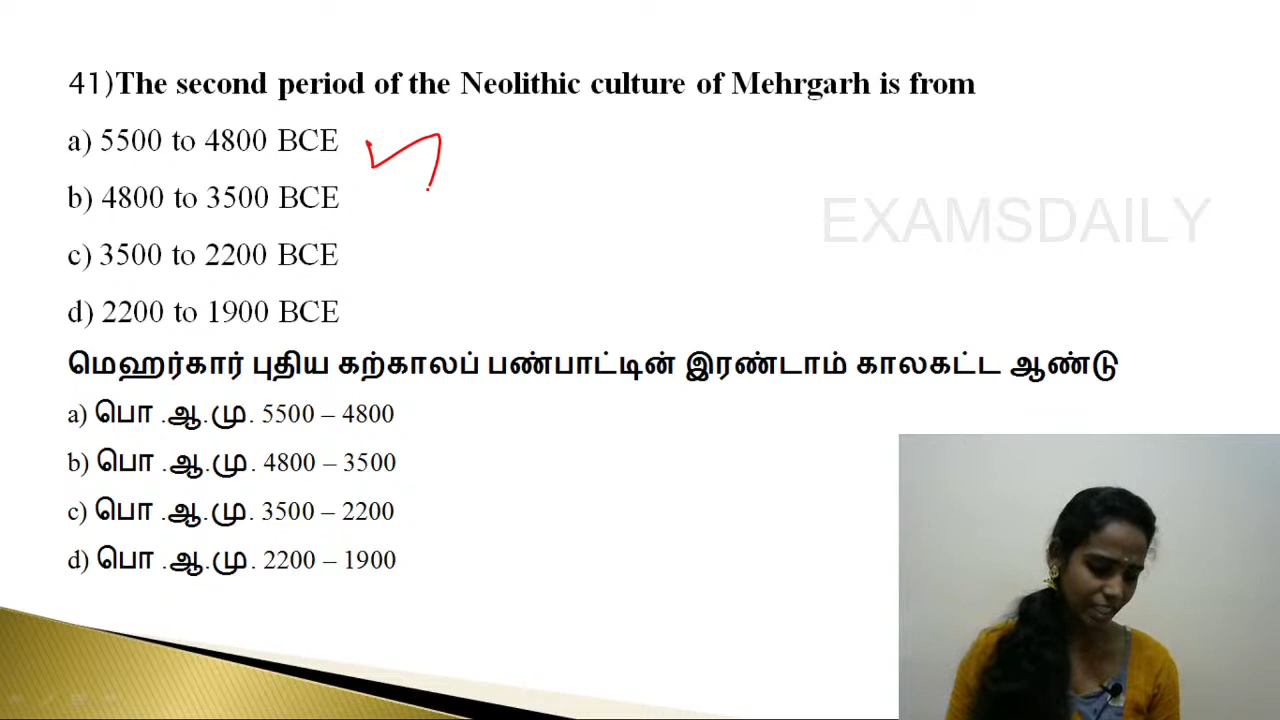 41)The second period of the Neolithic culture of Mehrgarh is from
a) 5500 to 4800 BCE
b) 4800 to 3500 BCE
EXAMSDAILY
c) 3500 to 2200 BCE
d) 2200 to 1900 BCE
மெஹர்கார் புதிய கற்காலப் பண்பாட்டின் இரண்டாம் காலகட்ட ஆண்டு
a) பொ .ஆ.மு. 5500 – 4800
b) பொ .ஆ.மு. 4800 – 3500
c) பொ .ஆ.மு. 3500 – 2200
d) பொ .ஆ.மு. 2200 – 1900